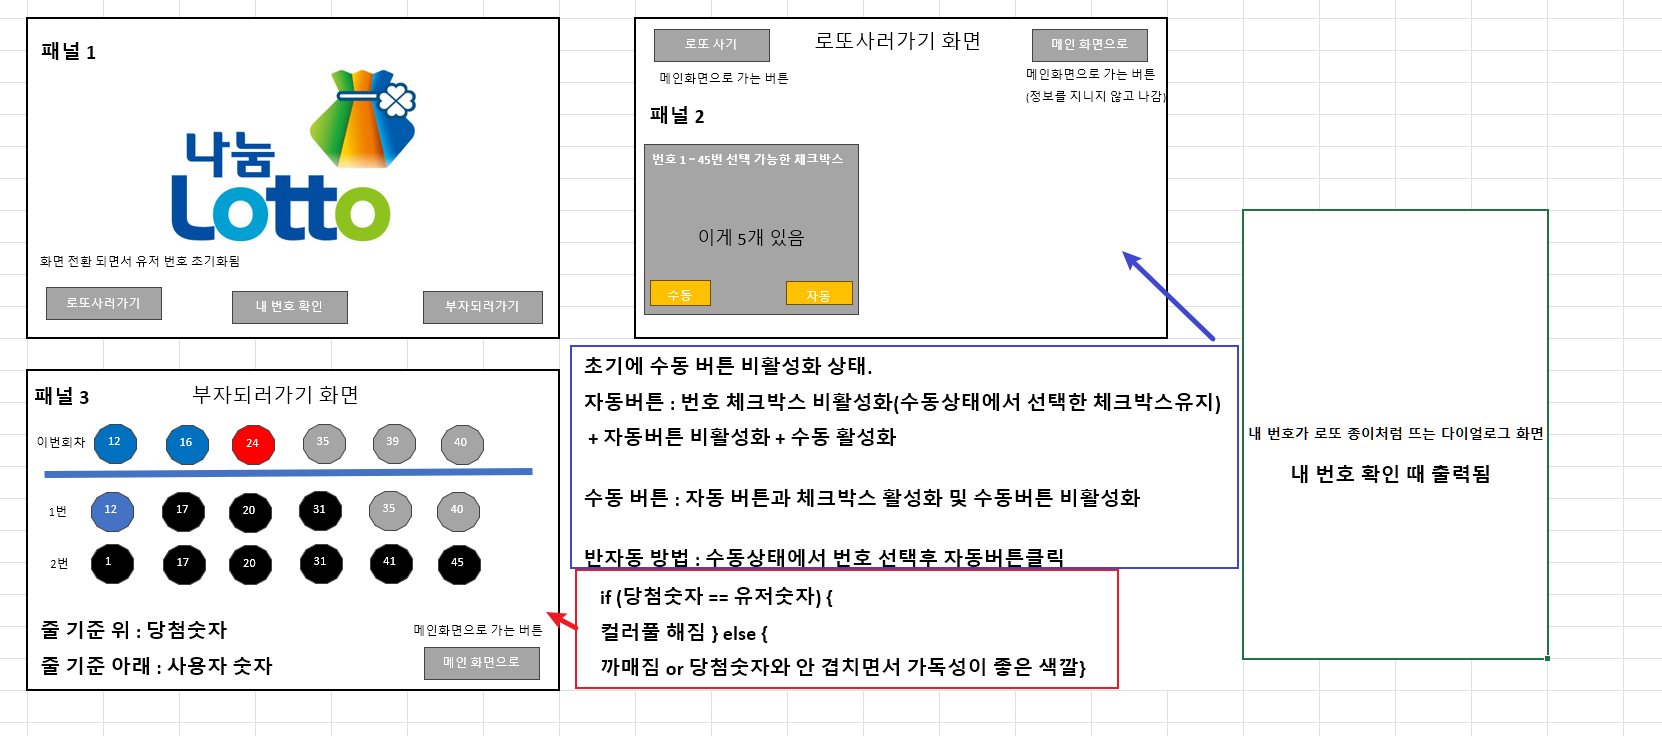 패널 1
나눔
Lotto
화면 전환 되면서 유저 번호 초기화됨
로또사러가기
내 번호 확인
부자되러가기
로또 사기
로또사러가기 화면
메인 화면으로
메인화면으로 가는 버튼
메인화면으로 가는 버튼
(정보를 지니지 않고 나감)
패널 2
번호 1 ~ 45번 선택 가능한 체크박스
이게 5개 있음
수동
자동
초기에 수동 버튼 비활성화 상태.
자동버튼 : 번호 체크박스 비활성화(수동상태에서 선택한 체크박스유지)
+ 자동버튼 비활성화 + 수동 활성화
수동 버튼 : 자동 버튼과 체크박스 활성화 및 수동버튼 비활성화
반자동 방법 : 수동상태에서 번호 선택후 자동버튼클릭
패널 3
부자되러가기 화면
이번회차 12 16 24 35 39 40
1번 12 17 20 31 35 40
2번 1 17 20 31 41 45
줄 기준 위 : 당첨숫자
줄 기준 아래 : 사용자 숫자
메인화면으로 가는 버튼
메인 화면으로
if (당첨숫자 == 유저숫자) {
컬러풀 해짐 } else {
까매짐 or 당첨숫자와 안 겹치면서 가독성이 좋은 색깔}
내 번호가 로또 종이처럼 뜨는 다이얼로그 화면
내 번호 확인 때 출력됨